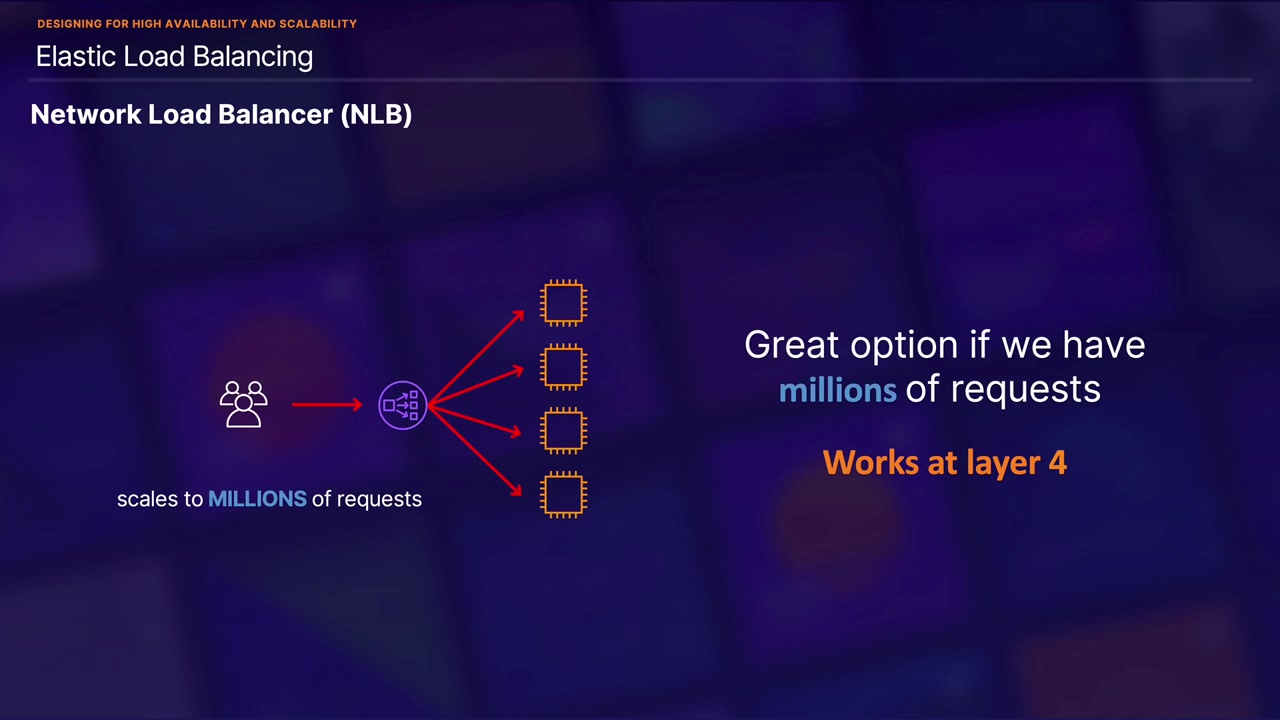 DESIGNING FOR HIGH AVAILABILITY AND SCALABILITY
Elastic Load Balancing
Network Load Balancer (NLB)
scales to MILLIONS of requests
Great option if we have
millions of requests
Works at layer 4